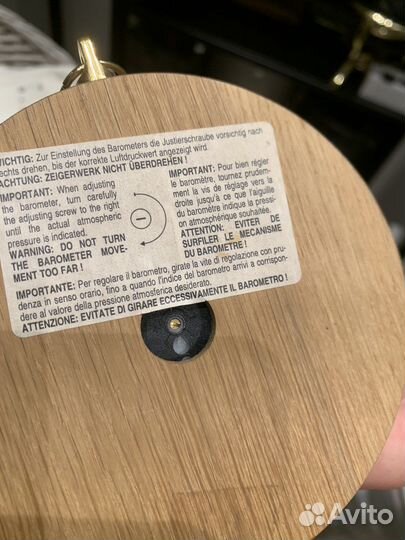 WICHTIG: Zur Einstellung des Barometers die Justierschraube vorsichtig nach
rechts drehen, bis der korrekte Luftdruckwert angezeigt wird.
ACHTUNG: ZEIGERWERK NICHT ÜBERDREHEN !
IMPORTANT: When adjusting
the barometer, turn carefully
the adjusting screw to the right
until the actual atmospheric
pressure is indicated.
WARNING: DO NOT TURN
THE BAROMETER MOVE-
MENT TOO FAR !
IMPORTANT: Pour bien régler
le baromètre, tournez prudem-
ment la vis de réglage vers la
droite jusqu'à ce que l'aiguille
du baromètre indique la pressi-
on atmosphérique souhaitée.
ATTENTION: EVITER DE
SURFILER LE MECANISME
DU BAROMETRE !
IMPORTANTE: Per regolare il barometro, girate la vite di regolazione con pru-
denza in senso orario, fino a quando l'indice del barometro arrivi a corrispon-
dere al valore della pressione atmosferica desiderato.
ATTENZIONE: EVITATE DI GIRARE ECCESSIVAMENTE IL BAROMETRO !
Avito